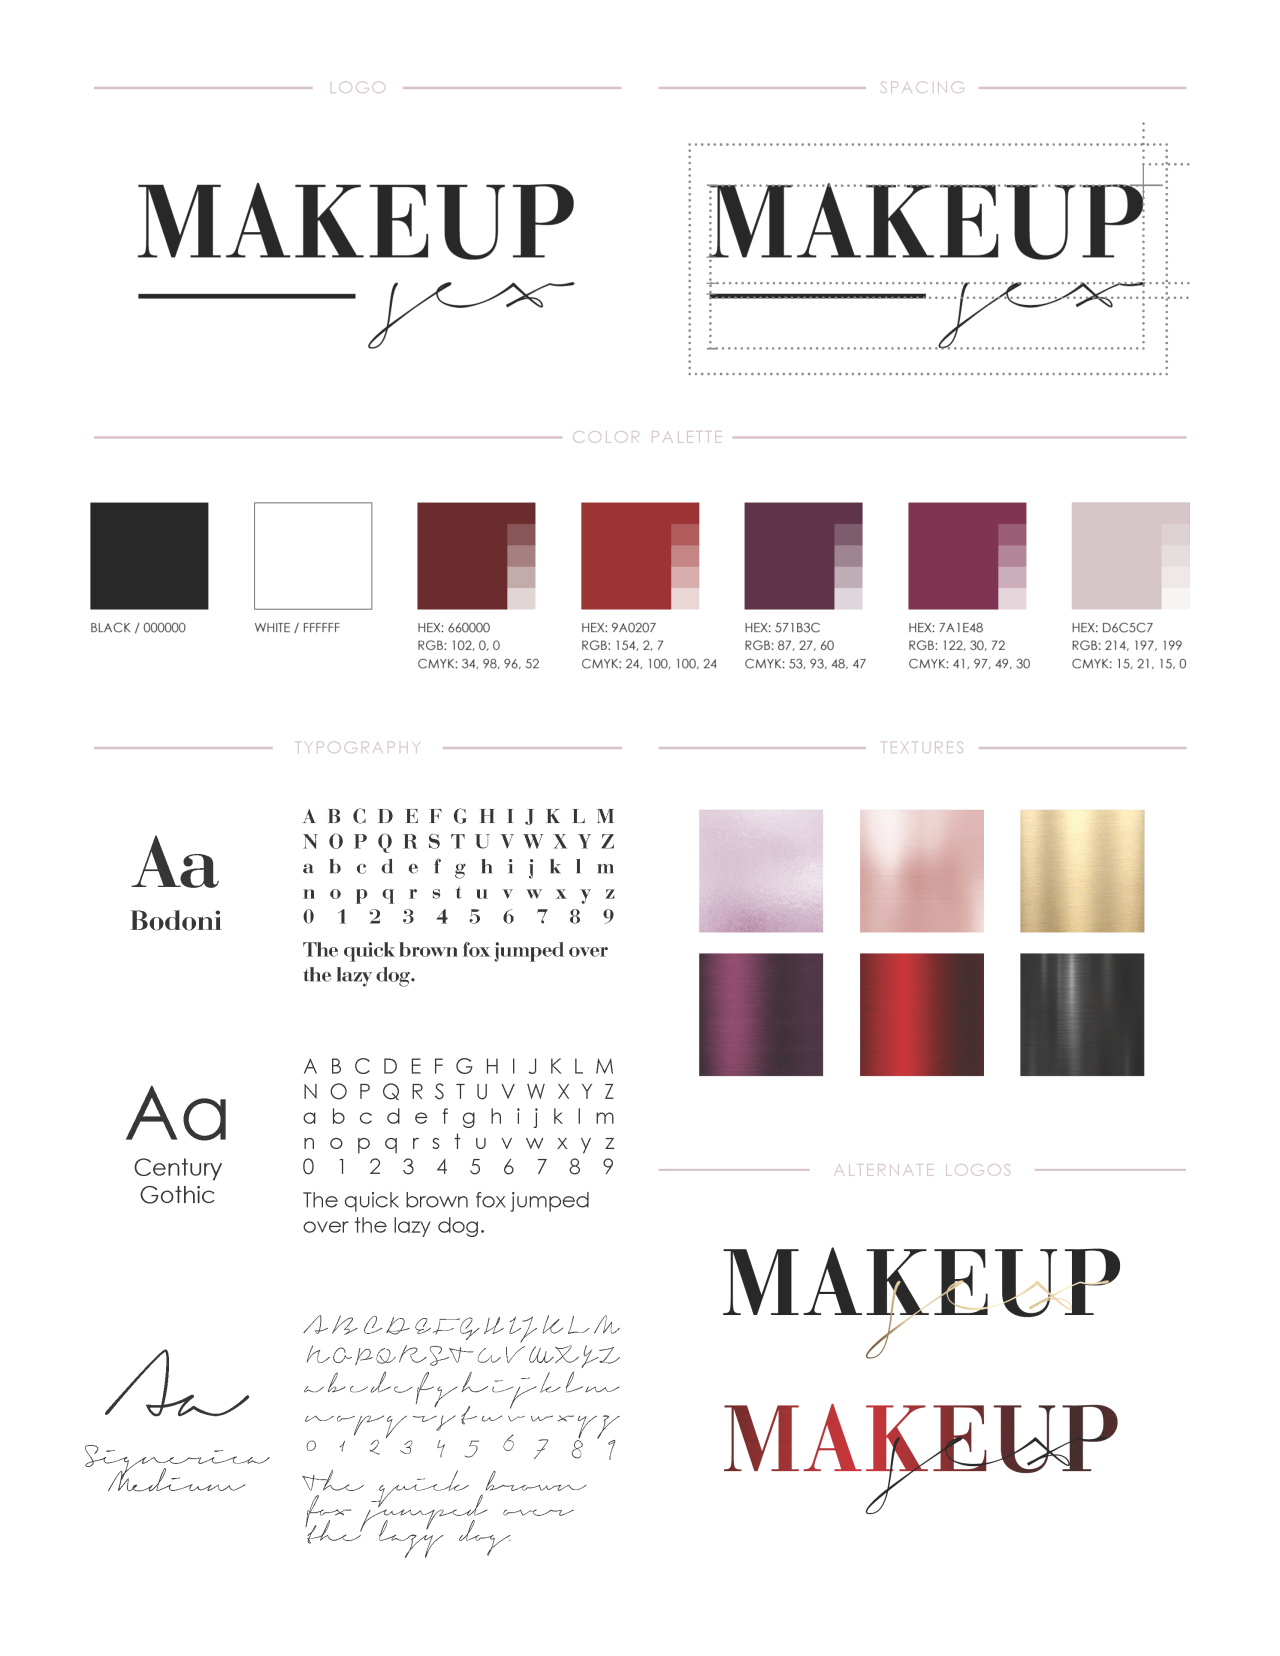 LOGO
MAKEUP
sex
SPACING
MAKEUP
sex
COLOR PALETTE
BLACK / 000000
WHITE / FFFFFF
HEX: 660000
RGB: 102, 0, 0
CMYK: 34, 98, 96, 52
HEX: 9A0207
RGB: 154, 2, 7
CMYK: 24, 100, 100, 24
HEX: 571B3C
RGB: 87, 27, 60
CMYK: 53, 93, 48, 47
HEX: 7A1E48
RGB: 122, 30, 72
CMYK: 41, 97, 49, 30
HEX: D6C5C7
RGB: 214, 197, 199
CMYK: 15, 21, 15, 0
TYPOGRAPHY
Aa
Bodoni
A B C D E F G H I J K L M
N O P Q R S T U V W X Y Z
a b c d e f g h i j k l m
n o p q r s t u v w x y z
0 1 2 3 4 5 6 7 8 9
The quick brown fox jumped over
the lazy dog.
Aa
Century
Gothic
A B C D E F G H I J K L M
N O P Q R S T U V W X Y Z
a b c d e f g h i j k l m
n o p q r s t u v w x y z
0 1 2 3 4 5 6 7 8 9
The quick brown fox jumped
over the lazy dog.
Aa
Signerica
Medium
A B C D E F G H I J K L M
N O P Q R S T U V W X Y Z
a b c d e f g h i j k l m
n o p q r s t u v w x y z
0 1 2 3 4 5 6 7 8 9
The quick brown
fox jumped over
the lazy dog.
TEXTURES
ALTERNATE LOGOS
MAKEUP
sex
MAKEUP
sex